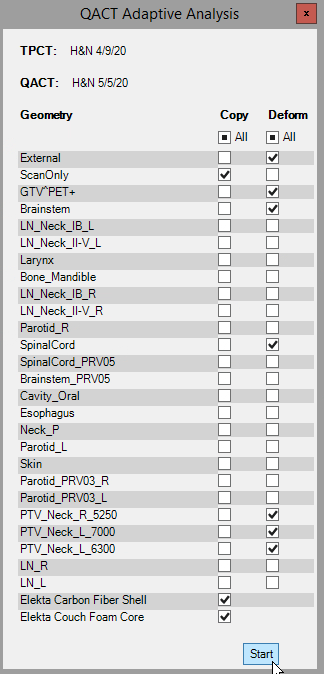 QACT Adaptive Analysis x
TPCT: H&N 4/9/20
QACT: H&N 5/5/20
Geometry Copy Deform
All All
External
ScanOnly
GTV^PET+
Brainstem
LN_Neck_IB_L
LN_Neck_II-V_L
Larynx
Bone_Mandible
LN_Neck_IB_R
LN_Neck_II-V_R
Parotid_R
SpinalCord
SpinalCord_PRV05
Brainstem_PRV05
Cavity_Oral
Esophagus
Neck_P
Parotid_L
Skin
Parotid_PRV03_R
Parotid_PRV03_L
PTV_Neck_R_5250
PTV_Neck_L_7000
PTV_Neck_L_6300
LN_R
LN_L
Elekta Carbon Fiber Shell
Elekta Couch Foam Core
Start